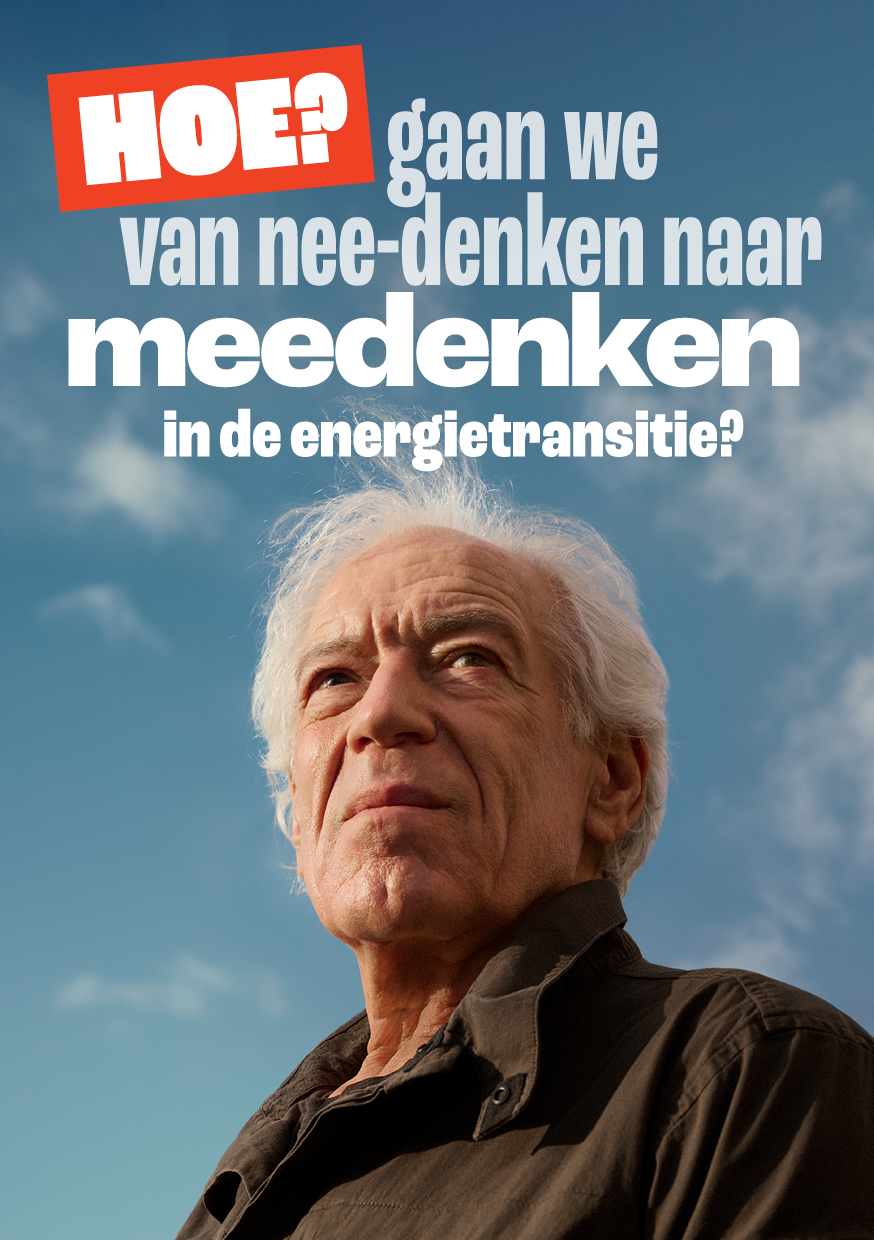 HOE? gaan we
van nee-denken naar
meedenken
in de energietransitie?